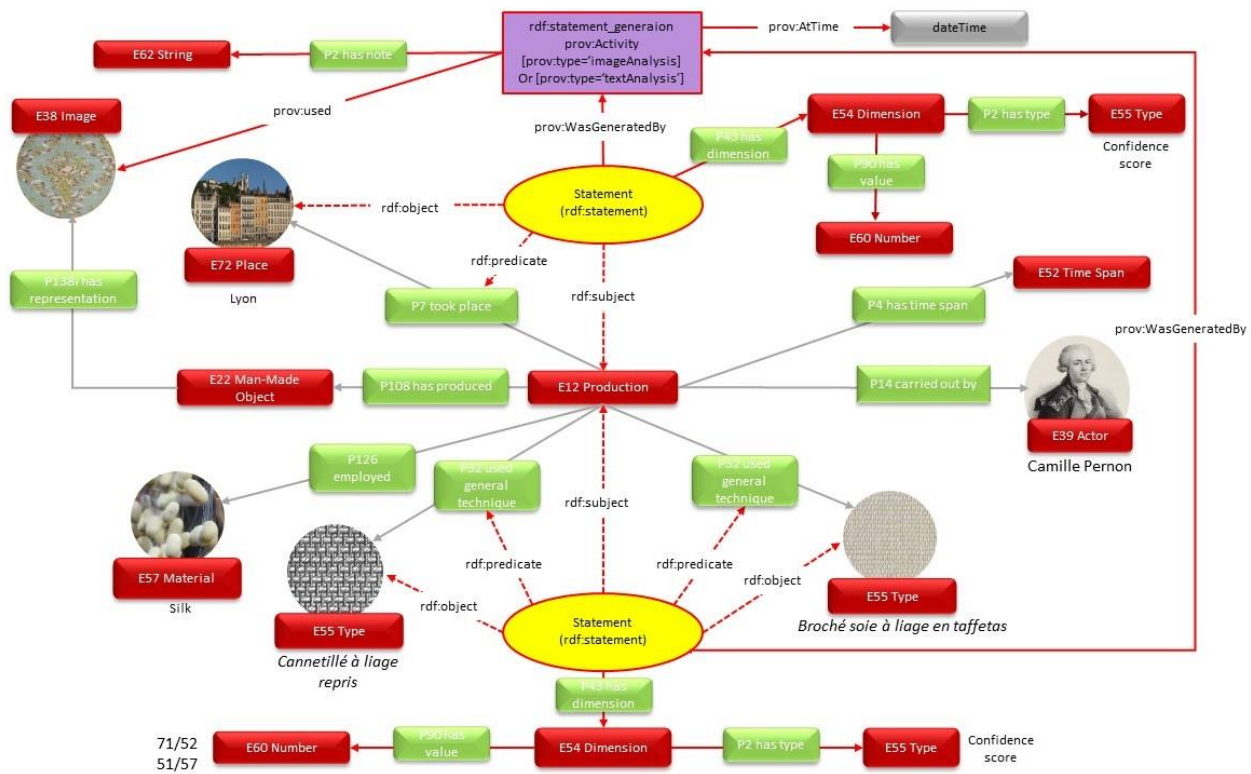 rdf:statement_generaion
prov:Activity
[prov:type='imageAnalysis]
Or [prov:type='textAnalysis']
prov:AtTime
dateTime
E62 String
P2 has note
prov:used
E38 Image
prov:WasGeneratedBy
P43 has
dimension
E54 Dimension
P2 has type
E55 Type
Confidence
score
P90 has
value
E60 Number
Statement
(rdf:statement)
rdf:object
rdf:predicate
rdf:subject
E72 Place
Lyon
P138i has
representation
P7 took place
P4 has time span
E52 Time Span
prov:WasGeneratedBy
E22 Man-Made
Object
P108 has produced
E12 Production
P14 carried out by
E39 Actor
Camille Pernon
P126
employed
P32 used
general
technique
P32 used
general
technique
rdf:subject
E57 Material
Silk
rdf:predicate
rdf:predicate
rdf:object
rdf:object
E55 Type
Cannetillé à liage
repris
Statement
(rdf:statement)
E55 Type
Broché soie à liage en taffetas
P43 has
dimension
71/52
51/57
E60 Number
P90 has
value
E54 Dimension
P2 has type
E55 Type
Confidence
score